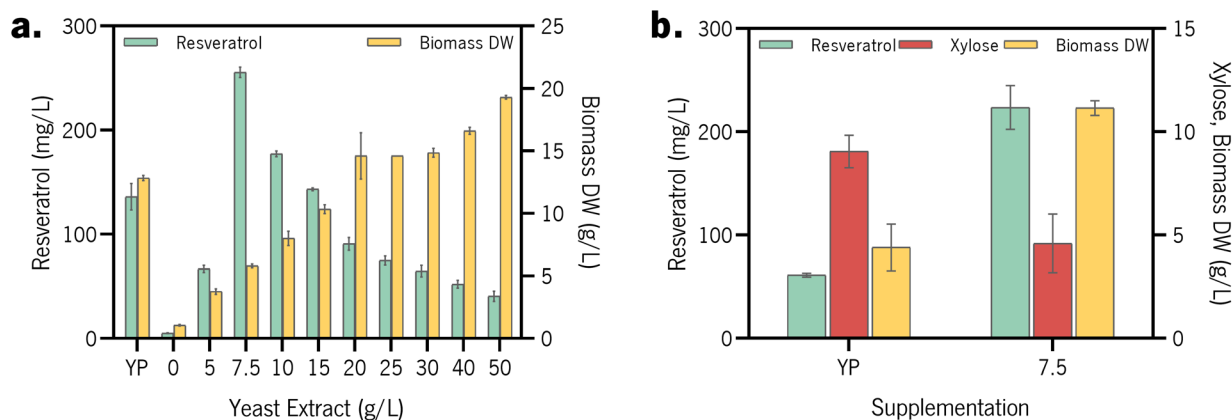 a.
Resveratrol
Biomass DW
Resveratrol (mg/L)
300
200
100
0
Biomass DW (g/L)
25
20
15
10
5
0
YP 0 5 7.5 10 15 20 25 30 40 50
Yeast Extract (g/L)
b.
Resveratrol
Xylose
Biomass DW
Resveratrol (mg/L)
300
200
100
0
Xylose, Biomass DW (g/L)
15
10
5
0
YP 7.5
Supplementation